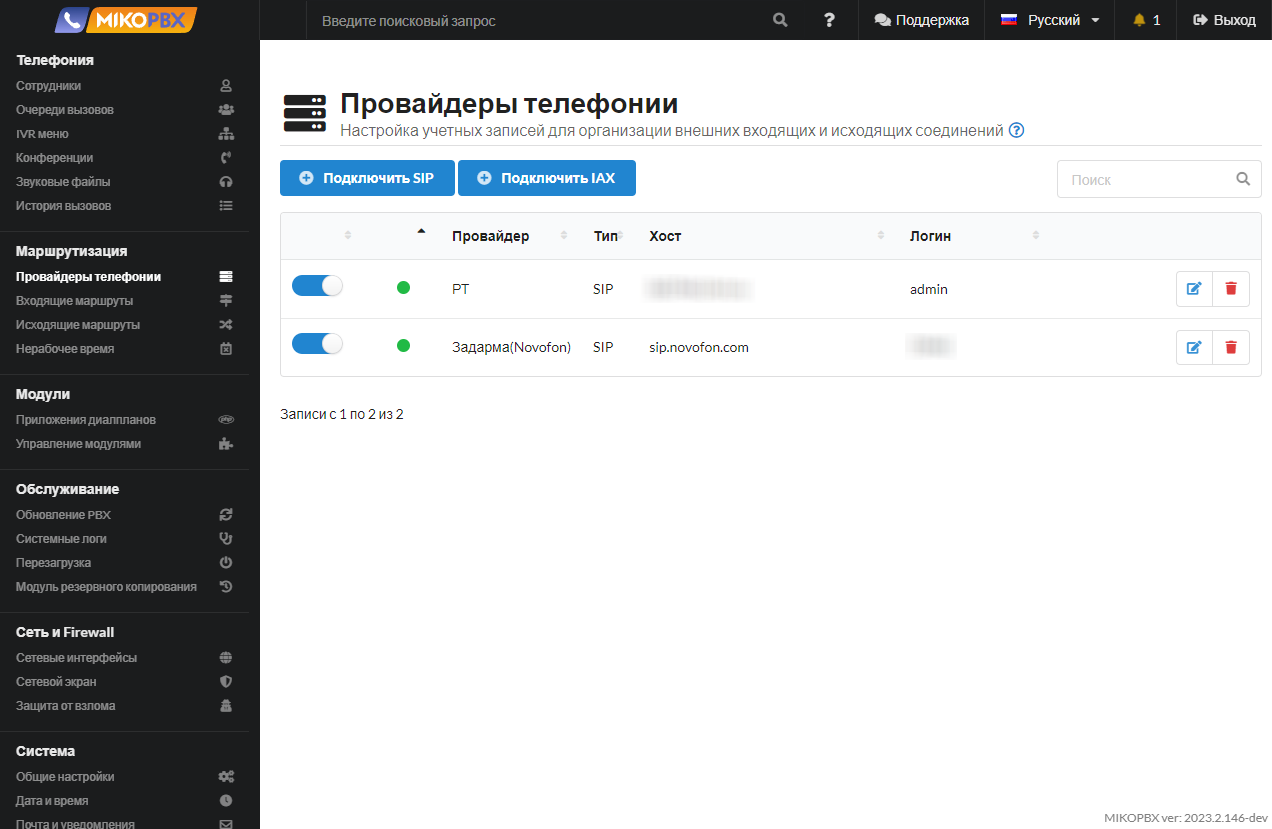 MIKOPBX
Введите поисковый запрос
?
Поддержка
Русский
1
Выход
Телефония
Сотрудники
Очереди вызовов
IVR меню
Конференции
Звуковые файлы
История вызовов
Маршрутизация
Провайдеры телефонии
Входящие маршруты
Исходящие маршруты
Нерабочее время
Модули
Приложения диалпланов
Управление модулями
Обслуживание
Обновление PBX
Системные логи
Перезагрузка
Модуль резервного копирования
Сеть и Firewall
Сетевые интерфейсы
Сетевой экран
Защита от взлома
Система
Общие настройки
Дата и время
Почта и уведомления
Провайдеры телефонии
Настройка учетных записей для организации внешних входящих и исходящих соединений ?
Подключить SIP
Подключить IAX
Поиск
Провайдер Тип Хост Логин
РТ SIP admin
Задарма(Novofon) SIP sip.novofon.com
Записи с 1 по 2 из 2
MIKOPBX ver: 2023.2.146-dev